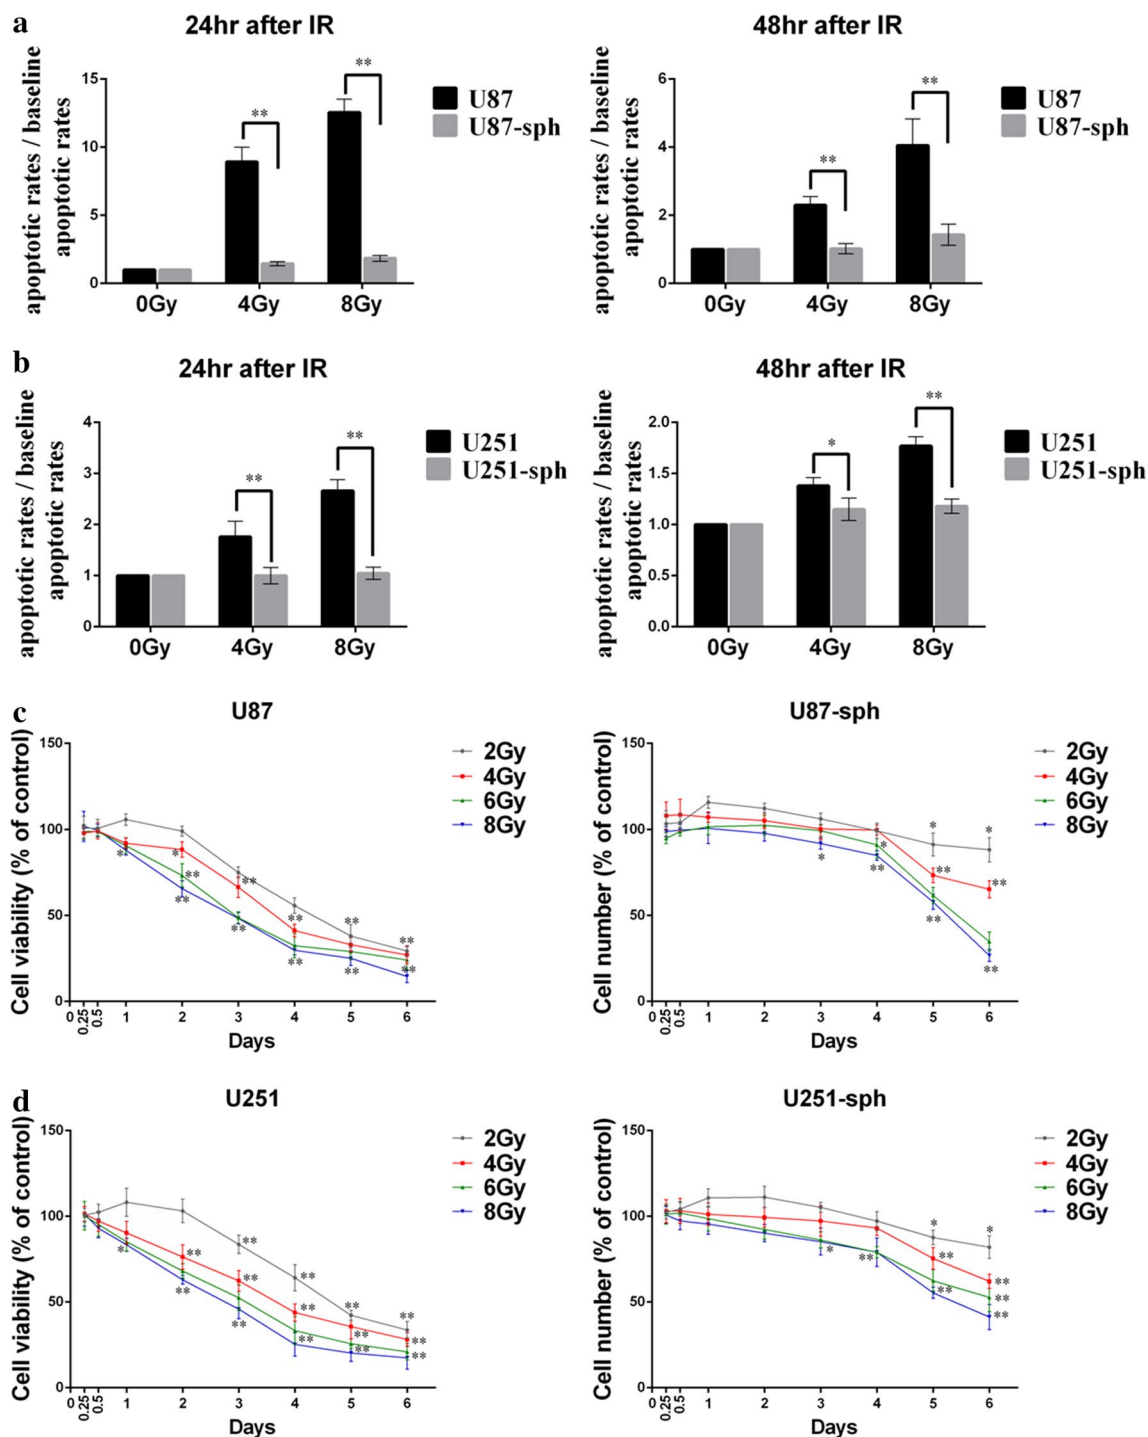 a
24hr after IR
apoptotic rates / baseline
apoptotic rates
15
10
5
0
**
**
0Gy
4Gy
8Gy
U87
U87-sph
48hr after IR
apoptotic rates / baseline
apoptotic rates
6
4
2
0
**
**
0Gy
4Gy
8Gy
U87
U87-sph
b
24hr after IR
apoptotic rates / baseline
apoptotic rates
4
3
2
1
0
**
**
0Gy
4Gy
8Gy
U251
U251-sph
48hr after IR
apoptotic rates / baseline
apoptotic rates
2.0
1.5
1.0
0.5
0.0
*
**
0Gy
4Gy
8Gy
U251
U251-sph
c
U87
Cell viability (% of control)
150
100
50
0
0
0.25
0.5
1
2
3
4
5
6
Days
2Gy
4Gy
6Gy
8Gy
*
*
**
**
**
**
**
**
**
**
**
**
U87-sph
Cell number (% of control)
150
100
50
0
0
0.25
0.5
1
2
3
4
5
6
Days
2Gy
4Gy
6Gy
8Gy
*
*
**
*
**
**
*
**
**
d
U251
Cell viability (% of control)
150
100
50
0
0
0.25
0.5
1
2
3
4
5
6
Days
2Gy
4Gy
6Gy
8Gy
*
**
**
**
**
**
**
**
**
**
**
**
**
**
**
U251-sph
Cell number (% of control)
150
100
50
0
0
0.25
0.5
1
2
3
4
5
6
Days
2Gy
4Gy
6Gy
8Gy
*
**
*
**
**
*
**
**
**